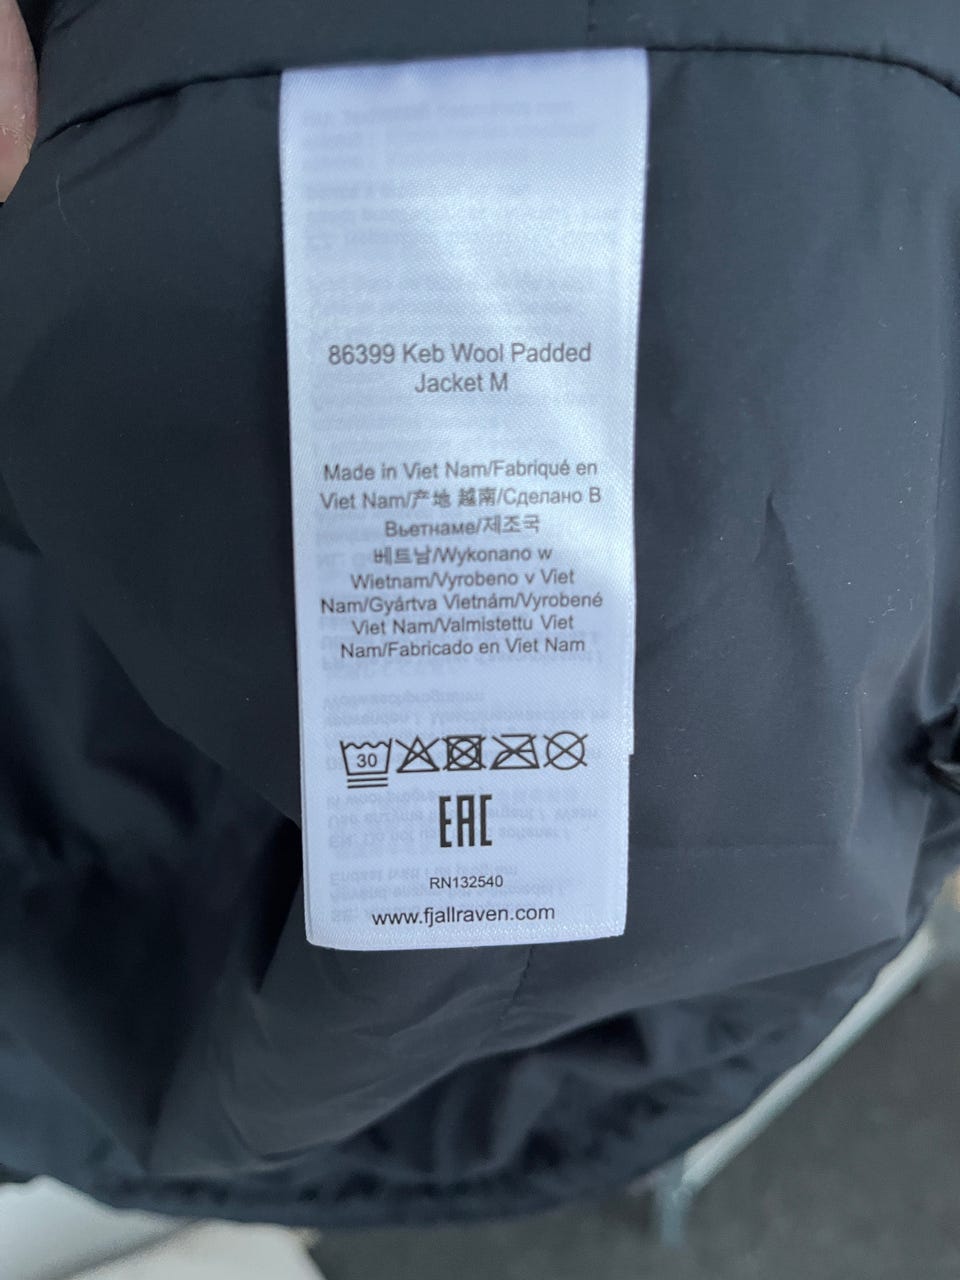 86399 Keb Wool Padded
Jacket M
Made in Viet Nam/Fabriqué en
Viet Nam/产地 越南/Сделано В
Вьетнаме/제조국
베트남/Wykonano w
Wietnam/Vyrobeno v Viet
Nam/Gyártva Vietnám/Vyrobené
Viet Nam/Valmistettu Viet
Nam/Fabricado en Viet Nam
30
EAC
RN132540
www.fjallraven.com